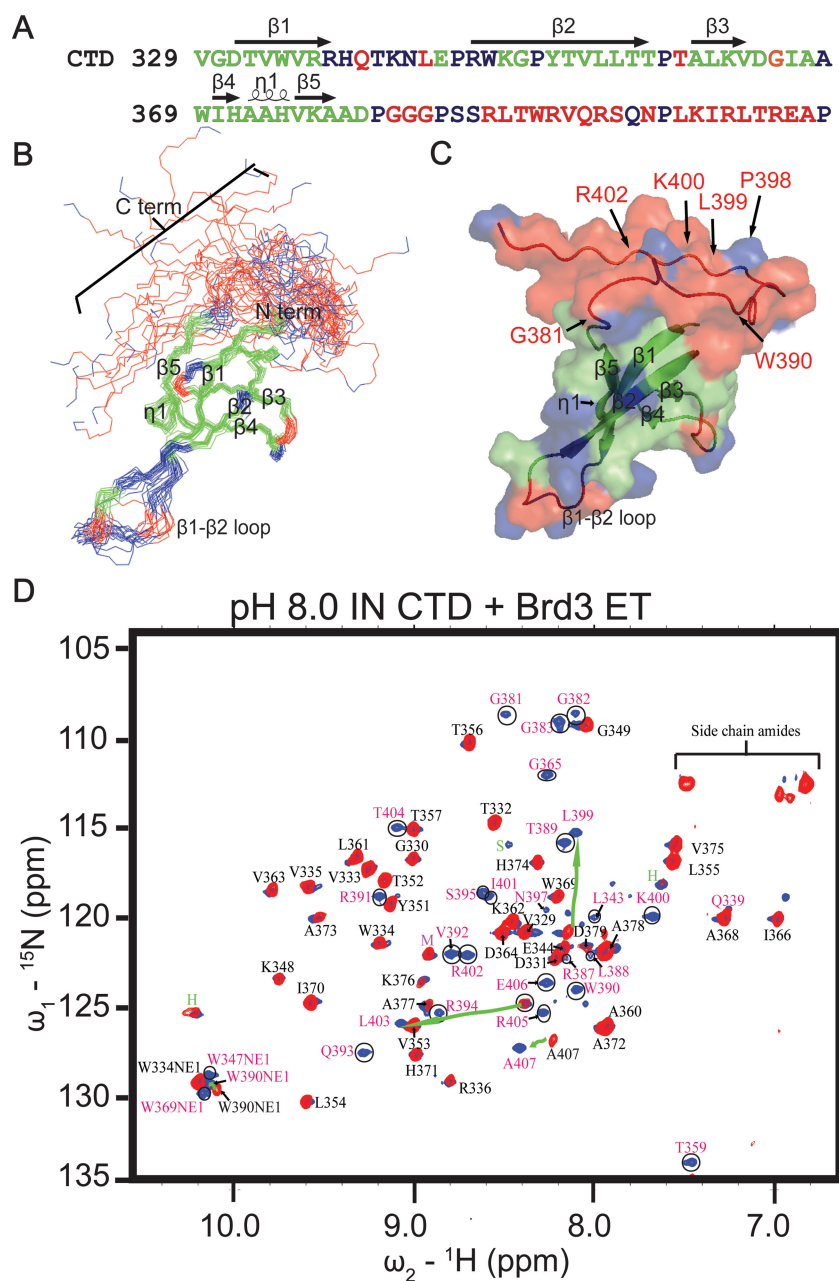 A
β1 β2 β3
CTD 329 VGDTVWVRRHQTKNLEPRWKGPYTVLLTTPTALKVDGIAA
β4 η1 β5
369 WIHAAHVKAADPGGGPSSRLTWRVQRSQNPLKIRLTREAP
B
C term
N term
β5
β1
η1
β2
β3
β4
β1-β2 loop
C
R402
K400
L399
P398
G381
W390
β5
β1
η1
β2
β3
β4
β1-β2 loop
D
pH 8.0 IN CTD + Brd3 ET
105
110
115
120
125
130
135
ω1 - 15N (ppm)
G381
G382
G383
G349
T356
G365
Side chain amides
T404
T357
T332
L399
T389
L361
G330
S
H374
V375
V363
V335
V333
T352
I401
W369
H
L355
R391
Y351
S395
N397
L343
K400
Q339
A373
K362
V329
A378
A368
I366
W334
V392
D364
E344
D379
M
R402
D331
R387
L388
K348
K376
E406
W390
I370
A377
R394
H
L403
R405
A360
V353
A407
A407
A372
Q393
H371
W334NE1
W347NE1
W390NE1
R336
W369NE1
W390NE1
L354
T359
10.0 9.0 8.0 7.0
ω2 - 1H (ppm)